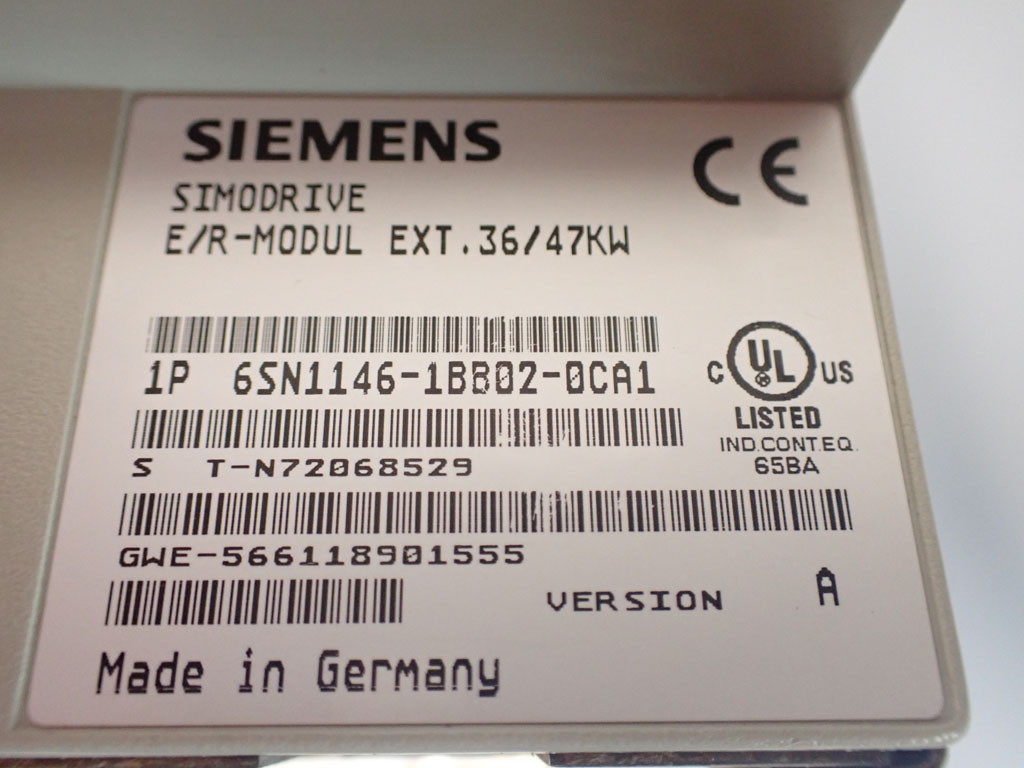 SIEMENS
CE
SIMODRIVE
E/R-MODUL EXT.36/47KW
1P 6SN1146-1BB02-0CA1
C UL US
LISTED
IND.CONT.EQ.
65BA
S T-N72068529
GWE-566118901555
VERSION A
Made in Germany